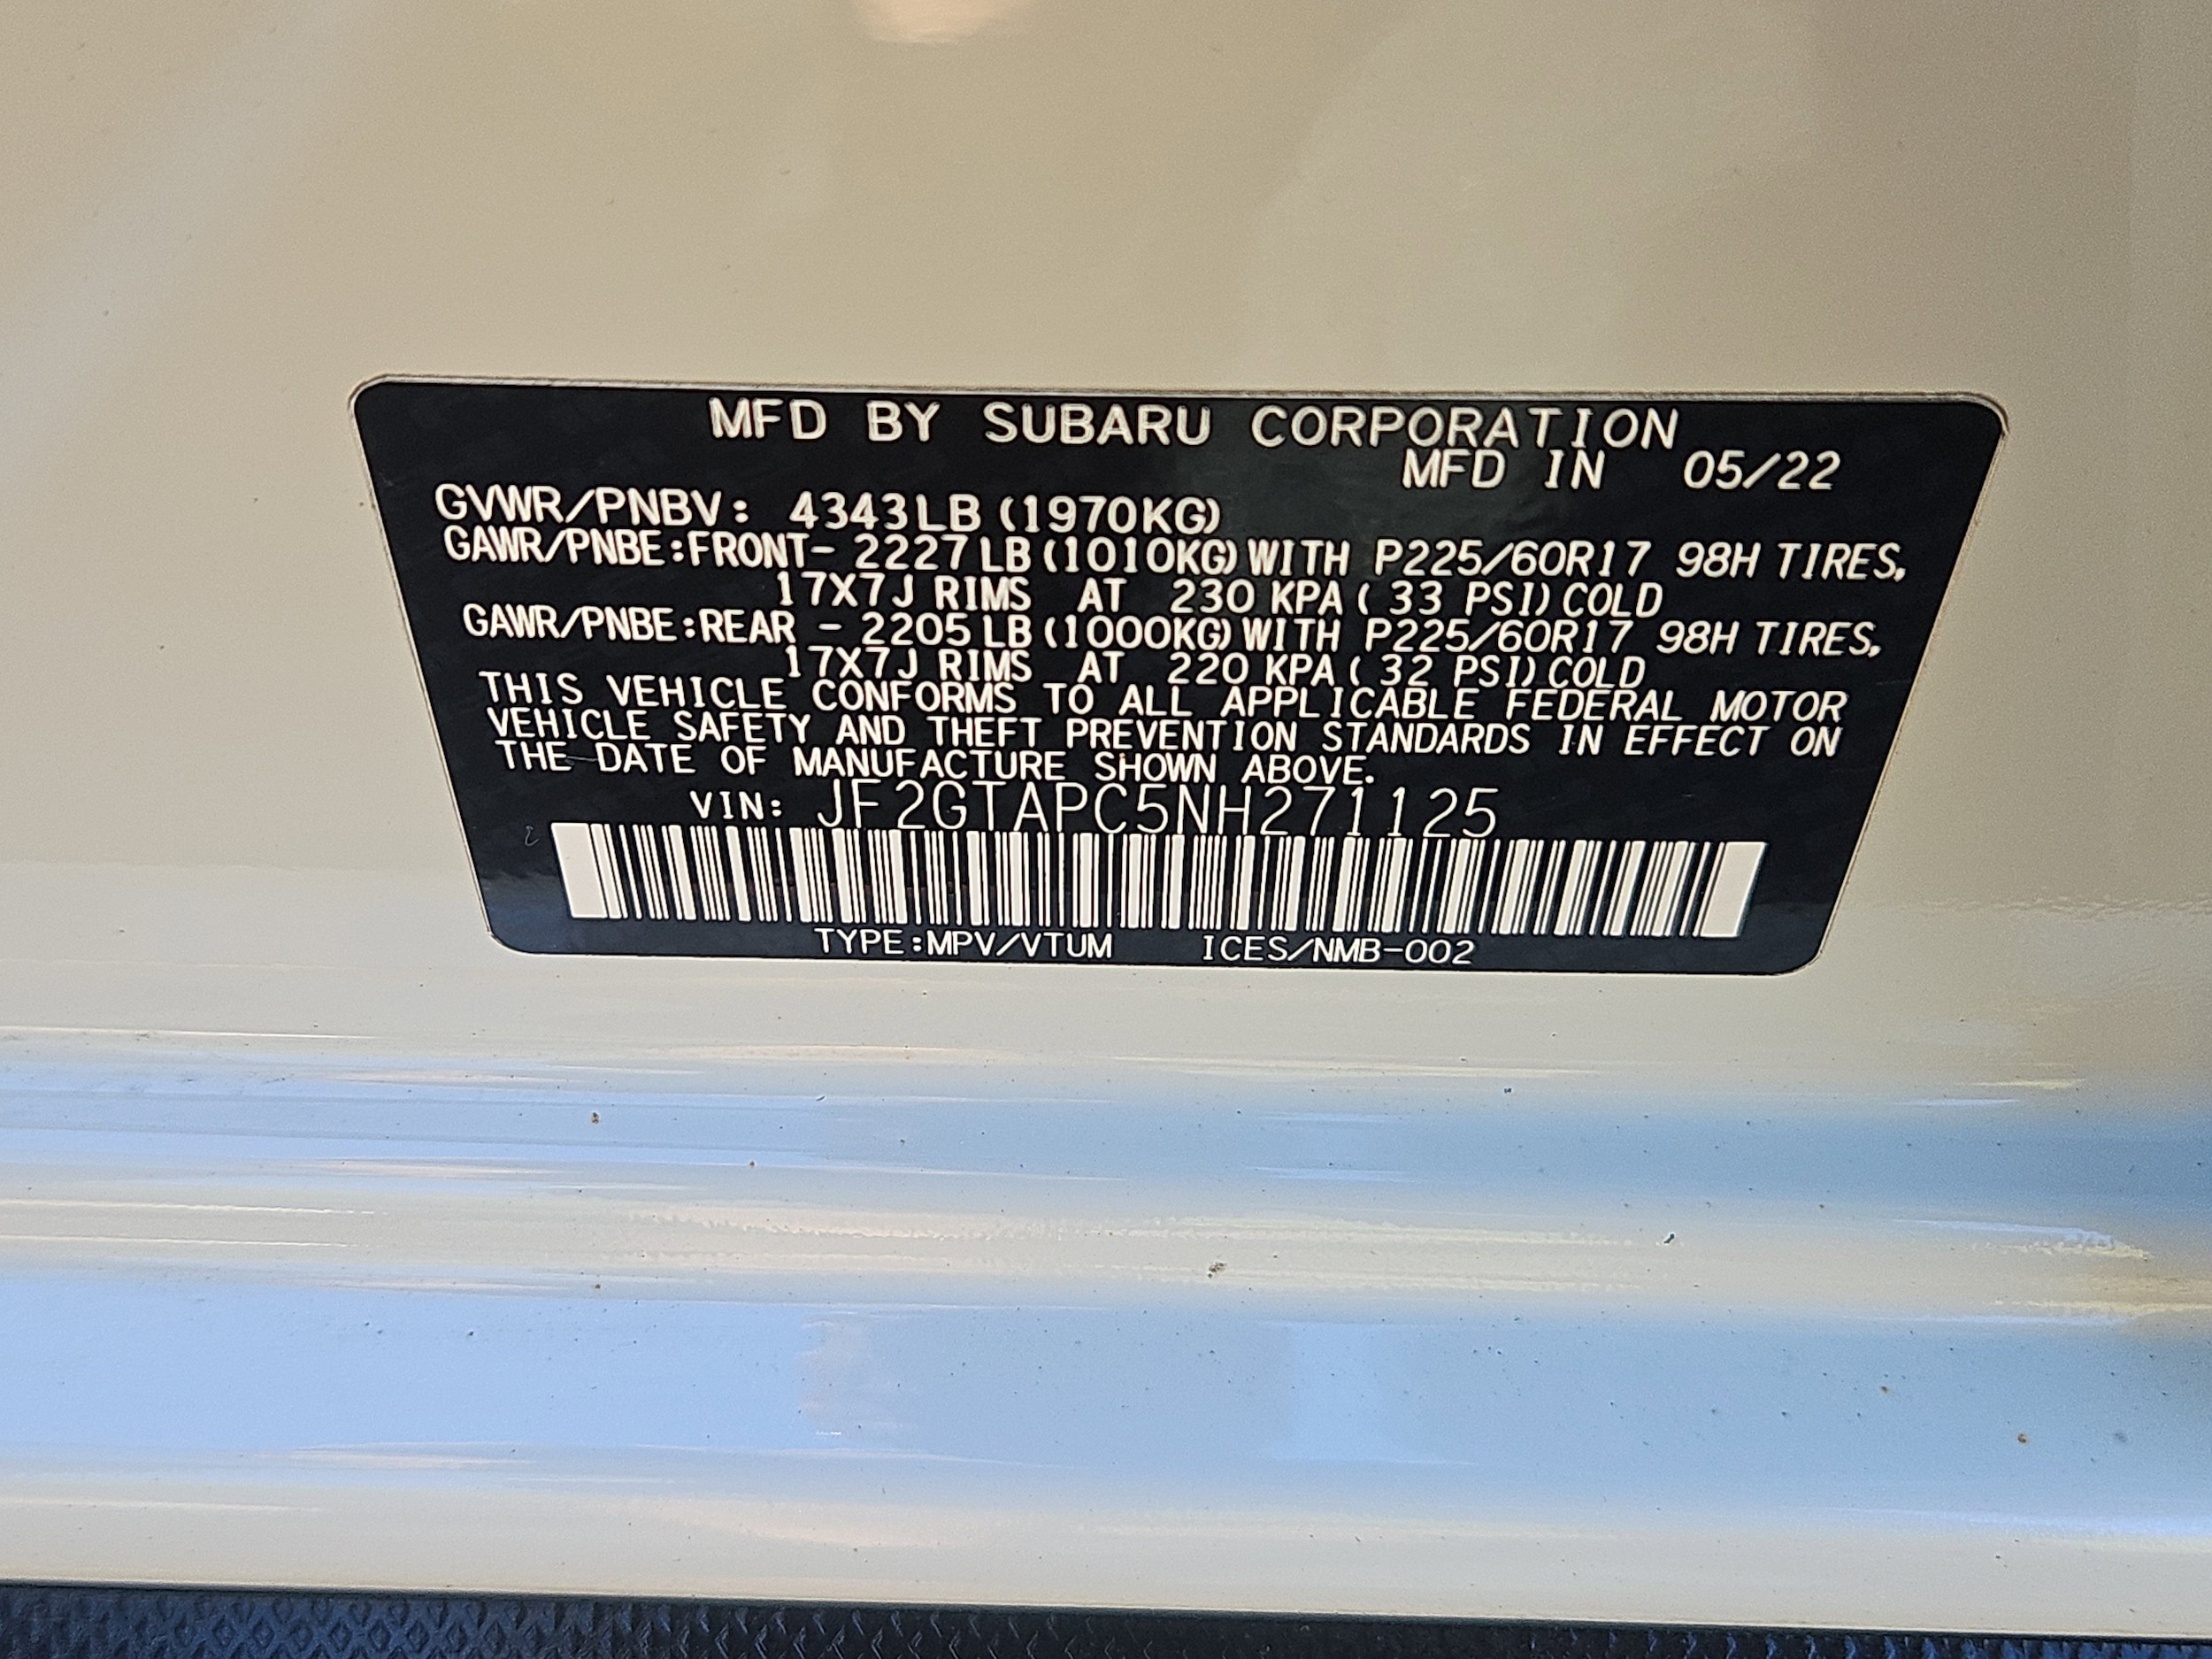 MFD BY SUBARU CORPORATION
MFD IN 05/22
GVWR/PNBV: 4343LB (1970KG)
GAWR/PNBE:FRONT- 2227LB (1010KG) WITH P225/60R17 98H TIRES,
17X7J RIMS AT 230 KPA ( 33 PSI) COLD
GAWR/PNBE:REAR - 2205LB (1000KG) WITH P225/60R17 98H TIRES,
17X7J RIMS AT 220 KPA ( 32 PSI) COLD
THIS VEHICLE CONFORMS TO ALL APPLICABLE FEDERAL MOTOR
VEHICLE SAFETY AND THEFT PREVENTION STANDARDS IN EFFECT ON
THE DATE OF MANUFACTURE SHOWN ABOVE.
VIN: JF2GTAPC5NH271125
TYPE:MPV/VTUM ICES/NMB-002